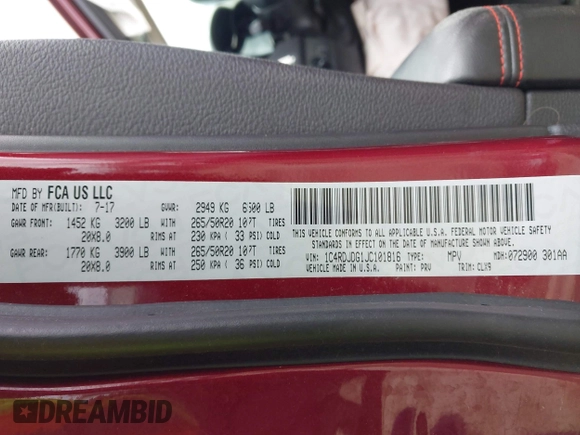 MFD BY FCA US LLC
DATE OF MFR(BUILT): 7-17 GVWR: 2949 KG 6500 LB
GAWR FRONT: 1452 KG 3200 LB WITH 265/50R20 107T TIRES
20X8.0 RIMS AT 230 KPA ( 33 PSI) COLD
GAWR REAR: 1770 KG 3900 LB WITH 265/50R20 107T TIRES
20X8.0 RIMS AT 250 KPA ( 36 PSI) COLD
THIS VEHICLE CONFORMS TO ALL APPLICABLE U.S.A. FEDERAL MOTOR VEHICLE SAFETY
STANDARDS IN EFFECT ON THE DATE OF MANUFACTURE SHOWN ABOVE.
VIN: 1C4RDJDG1JC101816 TYPE: MPV MDH: 072900 301AA
VEHICLE MADE IN U.S.A. PAINT: PRV TRIM: CLX9
DREAMBID